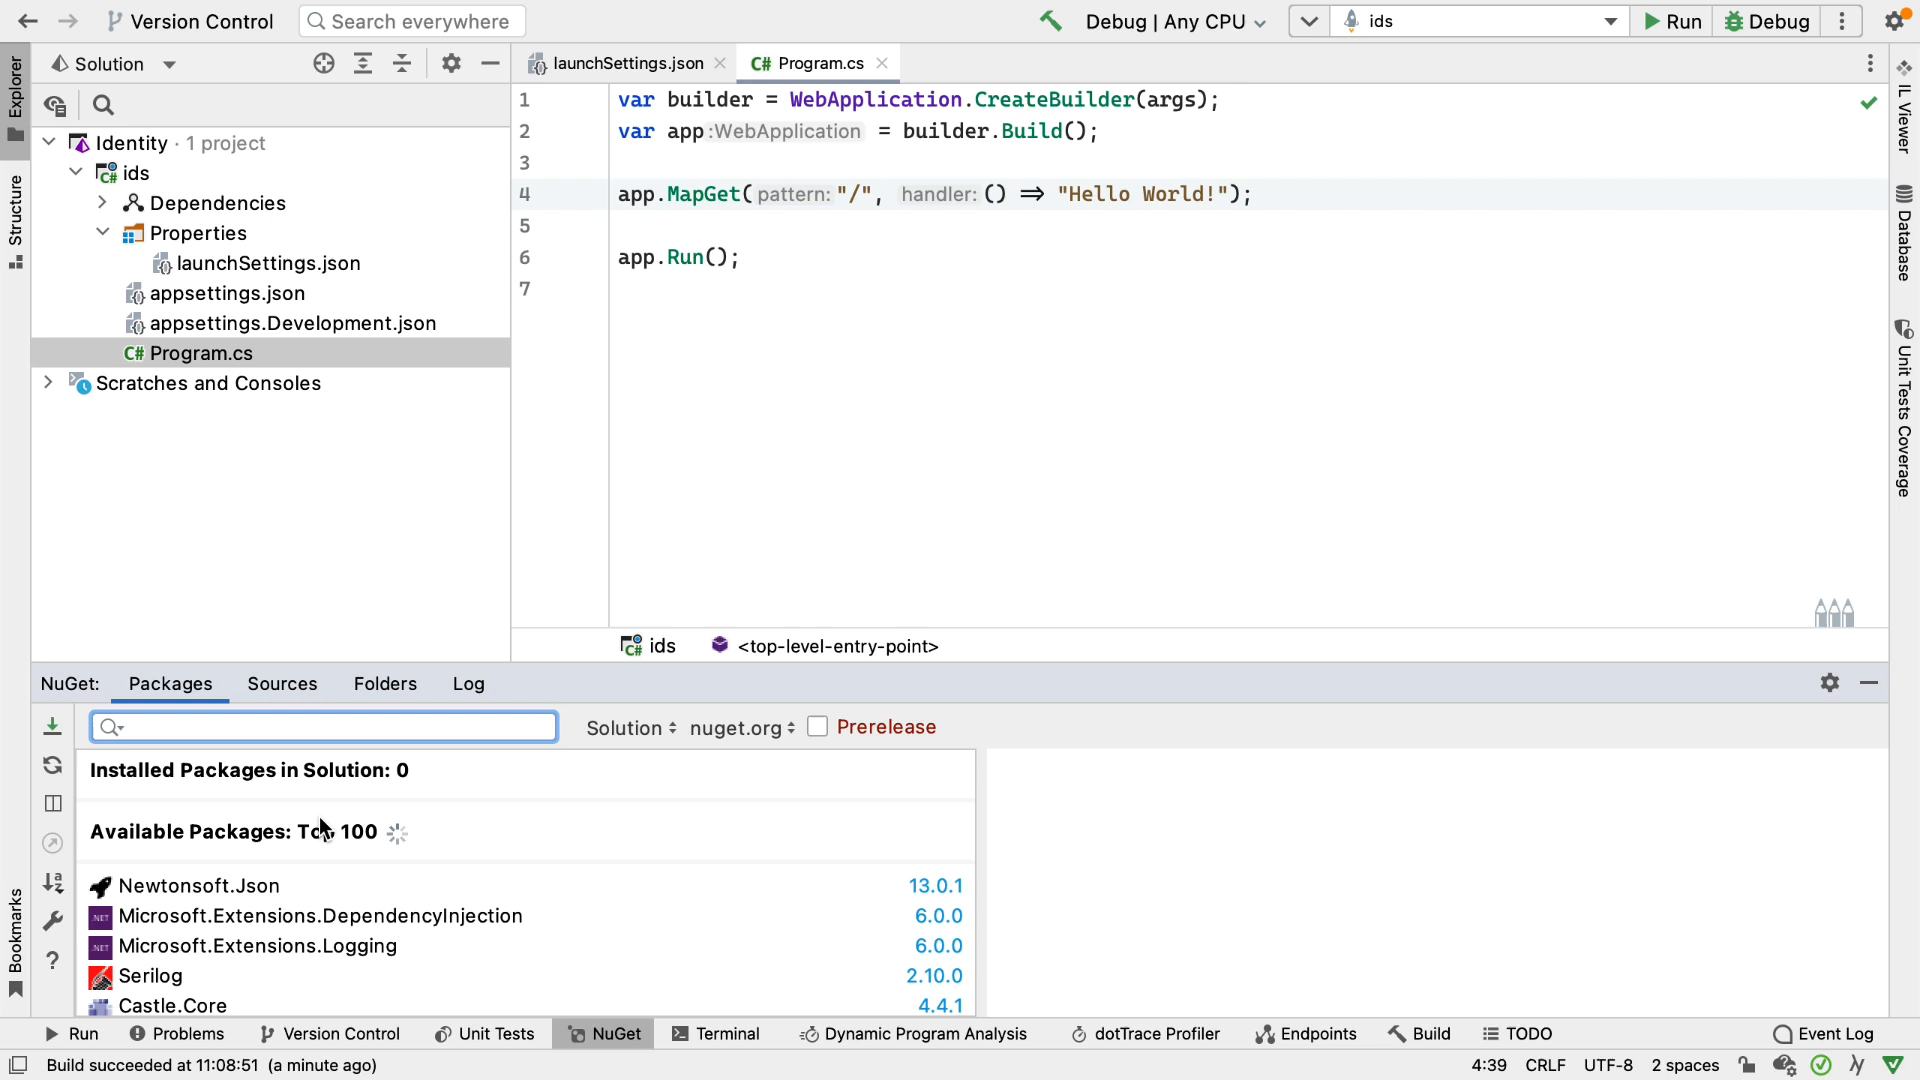 Version Control
Search everywhere
Debug | Any CPU
ids
Run
Debug
Explorer
Structure
Bookmarks
Solution
Identity · 1 project
ids
Dependencies
Properties
launchSettings.json
appsettings.json
appsettings.Development.json
C# Program.cs
Scratches and Consoles
launchSettings.json
C# Program.cs
1 var builder = WebApplication.CreateBuilder(args);
2 var app :WebApplication = builder.Build();
3
4 app.MapGet( pattern: "/", handler: () => "Hello World!");
5
6 app.Run();
7
ids <top-level-entry-point>
IL Viewer
Database
Unit Tests Coverage
NuGet: Packages Sources Folders Log
Solution nuget.org Prerelease
Installed Packages in Solution: 0
Available Packages: Top 100
Newtonsoft.Json 13.0.1
.NET Microsoft.Extensions.DependencyInjection 6.0.0
.NET Microsoft.Extensions.Logging 6.0.0
Serilog 2.10.0
Castle.Core 4.4.1
Run Problems Version Control Unit Tests NuGet Terminal Dynamic Program Analysis dotTrace Profiler Endpoints Build TODO Event Log
Build succeeded at 11:08:51 (a minute ago) 4:39 CRLF UTF-8 2 spaces